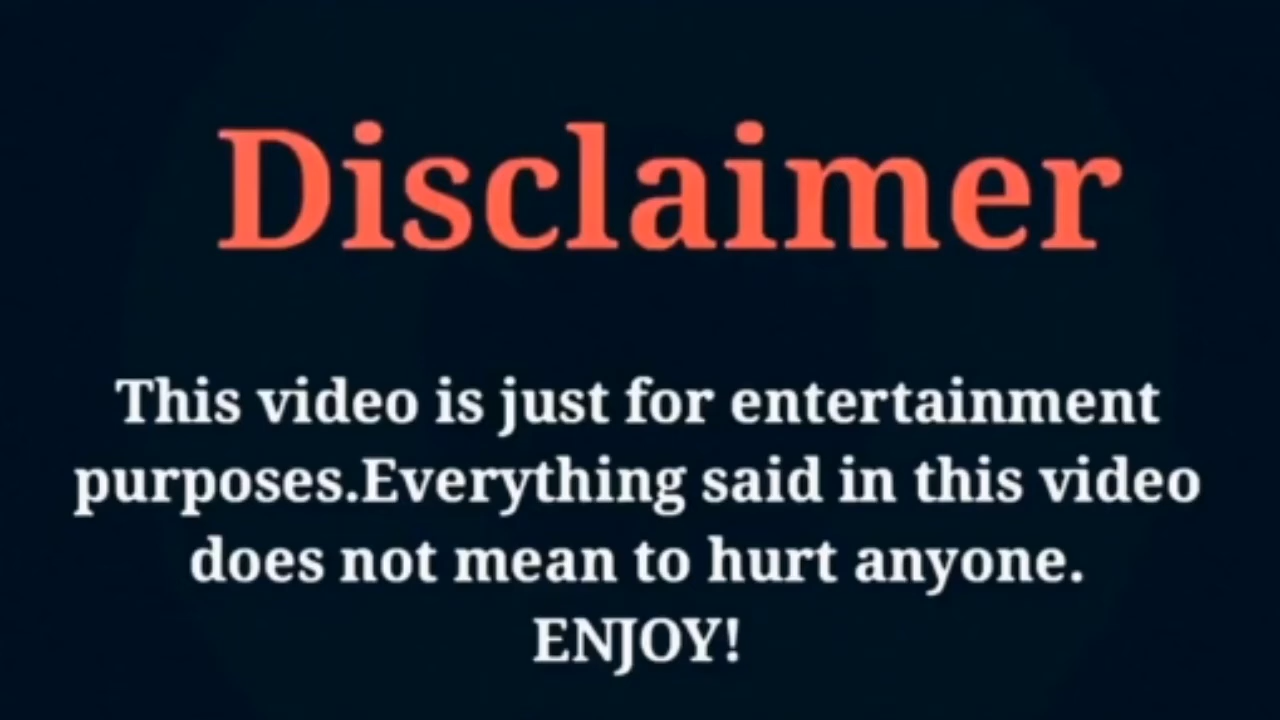 Disclaimer
This video is just for entertainment
purposes.Everything said in this video
does not mean to hurt anyone.
ENJOY!